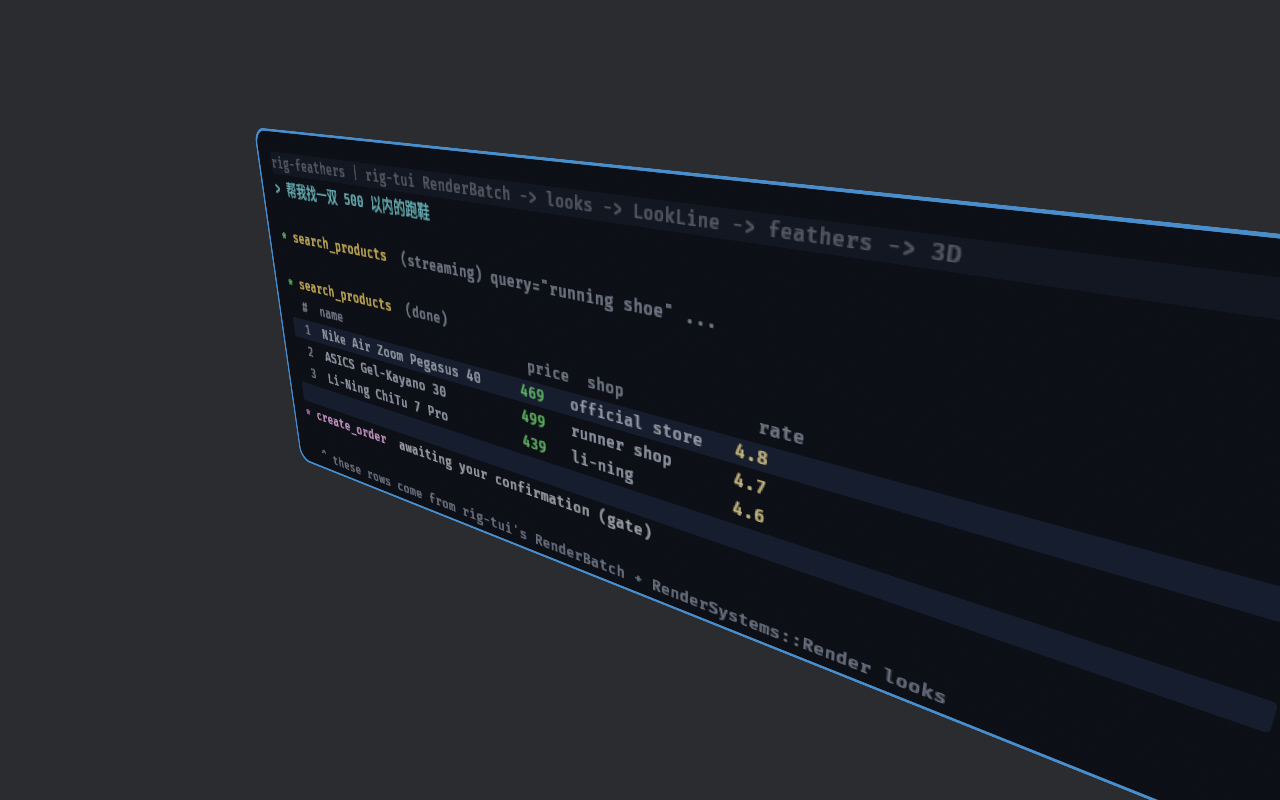 rig-feathers | rig-tui RenderBatch -> looks -> LookLine -> feathers -> 3D
> 帮我找一双 500 以内的跑鞋
* search_products (streaming) query="running shoe" ...
* search_products (done)
# name price shop rate
1 Nike Air Zoom Pegasus 40 469 official store 4.8
2 ASICS Gel-Kayano 30 499 runner shop 4.7
3 Li-Ning ChiTu 7 Pro 439 li-ning 4.6
* create_order awaiting your confirmation (gate)
^ these rows come from rig-tui's RenderBatch + RenderSystems::Render looks